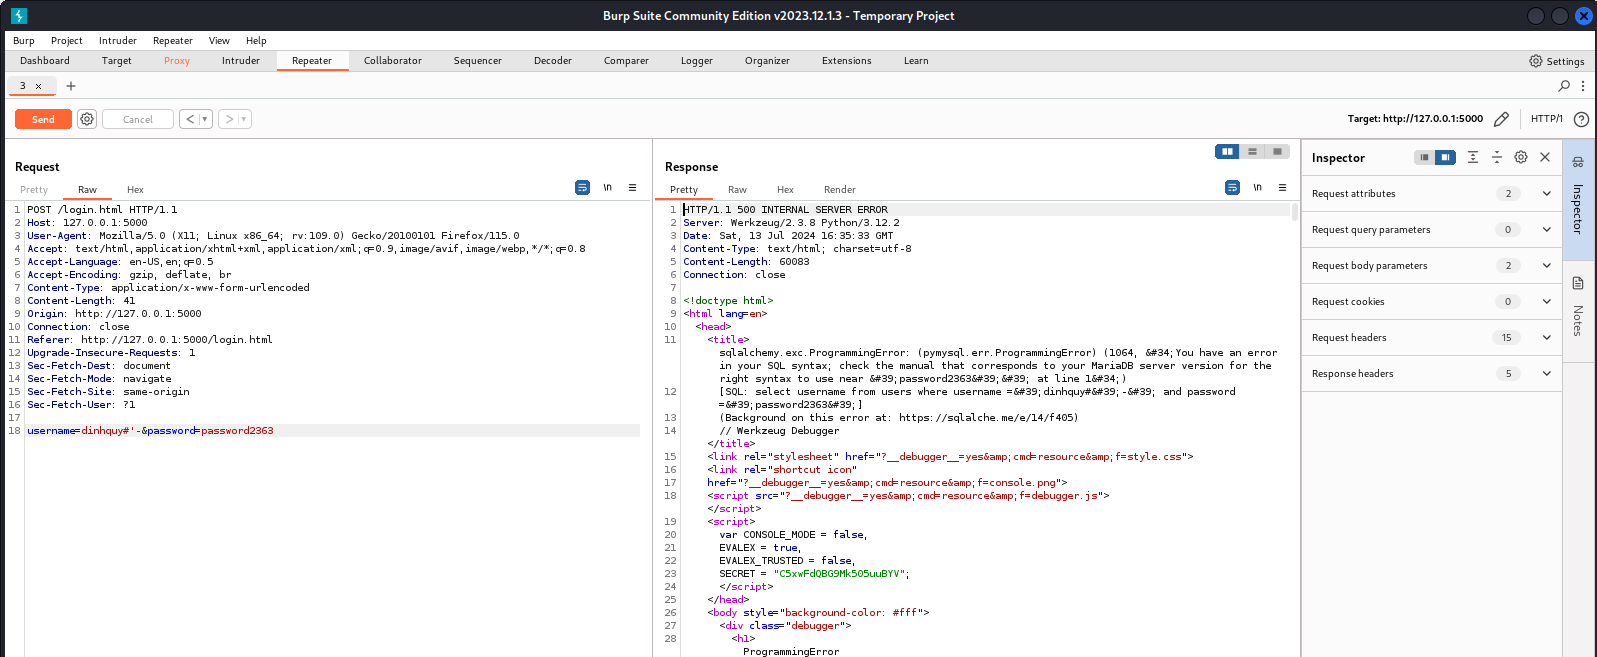 Burp Suite Community Edition v2023.12.1.3 - Temporary Project
Burp Project Intruder Repeater View Help
Dashboard Target Proxy Intruder Repeater Collaborator Sequencer Decoder Comparer Logger Organizer Extensions Learn Settings
3 × +
Send Cancel < > Target: http://127.0.0.1:5000 HTTP/1 ?
Request
Pretty Raw Hex \n
1 POST /login.html HTTP/1.1
2 Host: 127.0.0.1:5000
3 User-Agent: Mozilla/5.0 (X11; Linux x86_64; rv:109.0) Gecko/20100101 Firefox/115.0
4 Accept: text/html,application/xhtml+xml,application/xml;q=0.9,image/avif,image/webp,*/*;q=0.8
5 Accept-Language: en-US,en;q=0.5
6 Accept-Encoding: gzip, deflate, br
7 Content-Type: application/x-www-form-urlencoded
8 Content-Length: 41
9 Origin: http://127.0.0.1:5000
10 Connection: close
11 Referer: http://127.0.0.1:5000/login.html
12 Upgrade-Insecure-Requests: 1
13 Sec-Fetch-Dest: document
14 Sec-Fetch-Mode: navigate
15 Sec-Fetch-Site: same-origin
16 Sec-Fetch-User: ?1
17
18 username=dinhquy#'-&password=password2363
Response
Pretty Raw Hex Render \n
1 HTTP/1.1 500 INTERNAL SERVER ERROR
2 Server: Werkzeug/2.3.8 Python/3.12.2
3 Date: Sat, 13 Jul 2024 16:35:33 GMT
4 Content-Type: text/html; charset=utf-8
5 Content-Length: 60083
6 Connection: close
7
8 <!doctype html>
9 <html lang=en>
10 <head>
11 <title>
sqlalchemy.exc.ProgrammingError: (pymysql.err.ProgrammingError) (1064, &#34;You have an error
in your SQL syntax; check the manual that corresponds to your MariaDB server version for the
right syntax to use near &#39;password2363&#39;&#39; at line 1&#34;)
12 [SQL: select username from users where username =&#39;dinhquy#&#39;-&#39; and password
=&#39;password2363&#39;]
13 (Background on this error at: https://sqlalche.me/e/14/f405)
14 // Werkzeug Debugger
</title>
15 <link rel="stylesheet" href="?__debugger__=yes&amp;cmd=resource&amp;f=style.css">
16 <link rel="shortcut icon"
17 href="?__debugger__=yes&amp;cmd=resource&amp;f=console.png">
18 <script src="?__debugger__=yes&amp;cmd=resource&amp;f=debugger.js">
</script>
19 <script>
20 var CONSOLE_MODE = false,
21 EVALEX = true,
22 EVALEX_TRUSTED = false,
23 SECRET = "C5xwFdQBG9Mk505uuBYV";
24 </script>
25 </head>
26 <body style="background-color: #fff">
27 <div class="debugger">
28 <h1>
ProgrammingError
Inspector
Request attributes 2
Request query parameters 0
Request body parameters 2
Request cookies 0
Request headers 15
Response headers 5
Inspector
Notes